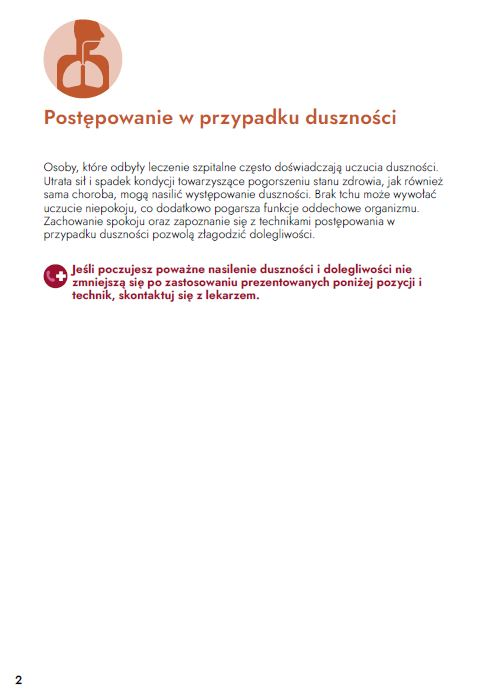 Postępowanie w przypadku duszności
Osoby, które odbyły leczenie szpitalne często doświadczają uczucia duszności.
Utrata sił i spadek kondycji towarzyszące pogorszeniu stanu zdrowia, jak również
sama choroba, mogą nasilić występowanie duszności. Brak tchu może wywołać
uczucie niepokoju, co dodatkowo pogarsza funkcje oddechowe organizmu.
Zachowanie spokoju oraz zapoznanie się z technikami postępowania w
przypadku duszności pozwolą złagodzić dolegliwości.
Jeśli poczujesz poważne nasilenie duszności i dolegliwości nie
zmniejszą się po zastosowaniu prezentowanych poniżej pozycji i
technik, skontaktuj się z lekarzem.
2